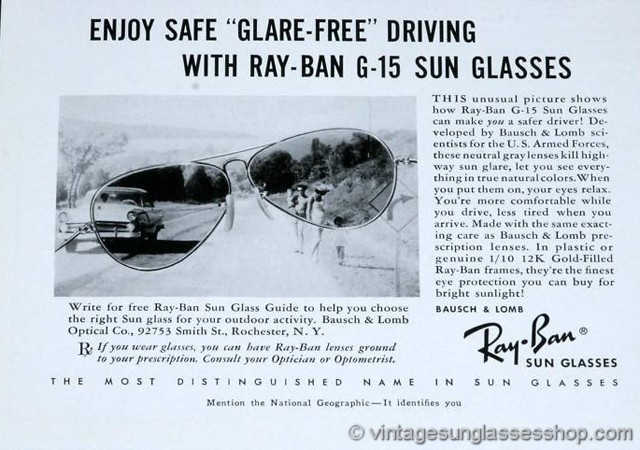 ENJOY SAFE "GLARE-FREE" DRIVING
WITH RAY-BAN G-15 SUN GLASSES
THIS unusual picture shows
how Ray-Ban G-15 Sun Glasses
can make you a safer driver! De-
veloped by Bausch & Lomb sci-
entists for the U. S. Armed Forces,
these neutral gray lenses kill high-
way sun glare, let you see every-
thing in true natural colors. When
you put them on, your eyes relax.
You're more comfortable while
you drive, less tired when you
arrive. Made with the same exact-
ing care as Bausch & Lomb pre-
scription lenses. In plastic or
genuine 1/10 12K Gold-Filled
Ray-Ban frames, they're the finest
eye protection you can buy for
bright sunlight!
Write for free Ray-Ban Sun Glass Guide to help you choose
the right Sun glass for your outdoor activity. Bausch & Lomb
Optical Co., 92753 Smith St., Rochester, N. Y.
℞ If you wear glasses, you can have Ray-Ban lenses ground
to your prescription. Consult your Optician or Optometrist.
BAUSCH & LOMB
Ray-Ban®
SUN GLASSES
THE MOST DISTINGUISHED NAME IN SUN GLASSES
Mention the National Geographic—It identifies you
© vintagesunglassesshop.com